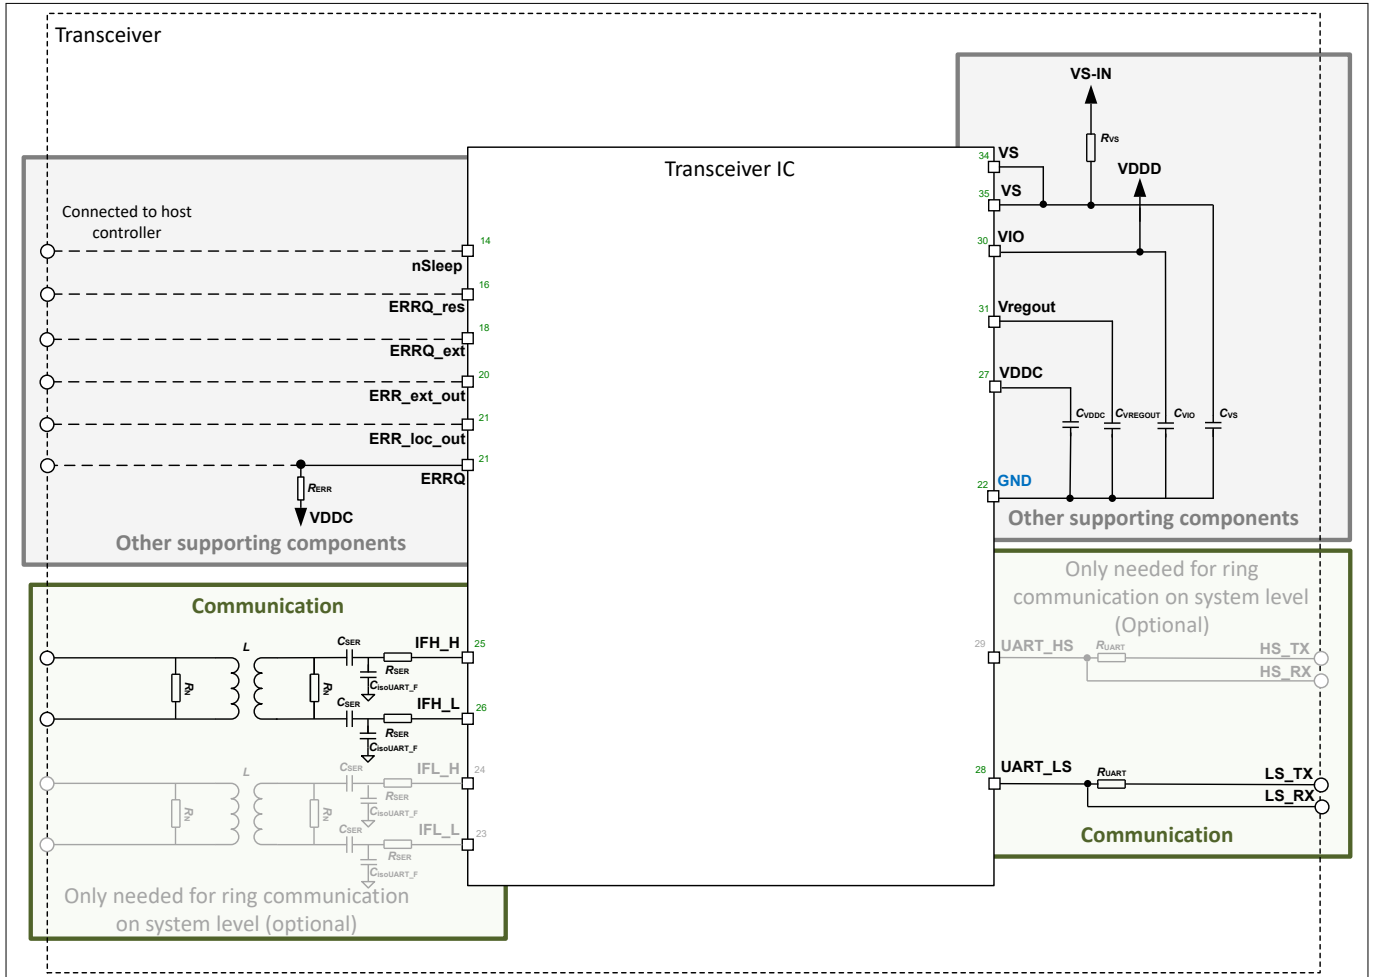 Transceiver
VS-IN
RVS
Transceiver IC
34
VS
VDDD
35
VS
Connected to host
controller
14
nSleep
30
VIO
16
ERRQ_res
31
Vregout
18
ERRQ_ext
20
ERR_ext_out
27
VDDC
21
ERR_loc_out
CVDDC
CVREGOUT
CVIO
CVS
21
ERRQ
RERR
VDDC
22
GND
Other supporting components
Other supporting components
Communication
Only needed for ring
communication on system level
(Optional)
L
CSER
IFH_H
25
RN
RN
RSER
CisoUART_F
29
UART_HS
RUART
HS_TX
HS_RX
CSER
IFH_L
26
RSER
CisoUART_F
L
CSER
IFL_H
24
RN
RN
RSER
CisoUART_F
28
UART_LS
RUART
LS_TX
LS_RX
CSER
IFL_L
23
RSER
CisoUART_F
Communication
Only needed for ring communication
on system level (optional)